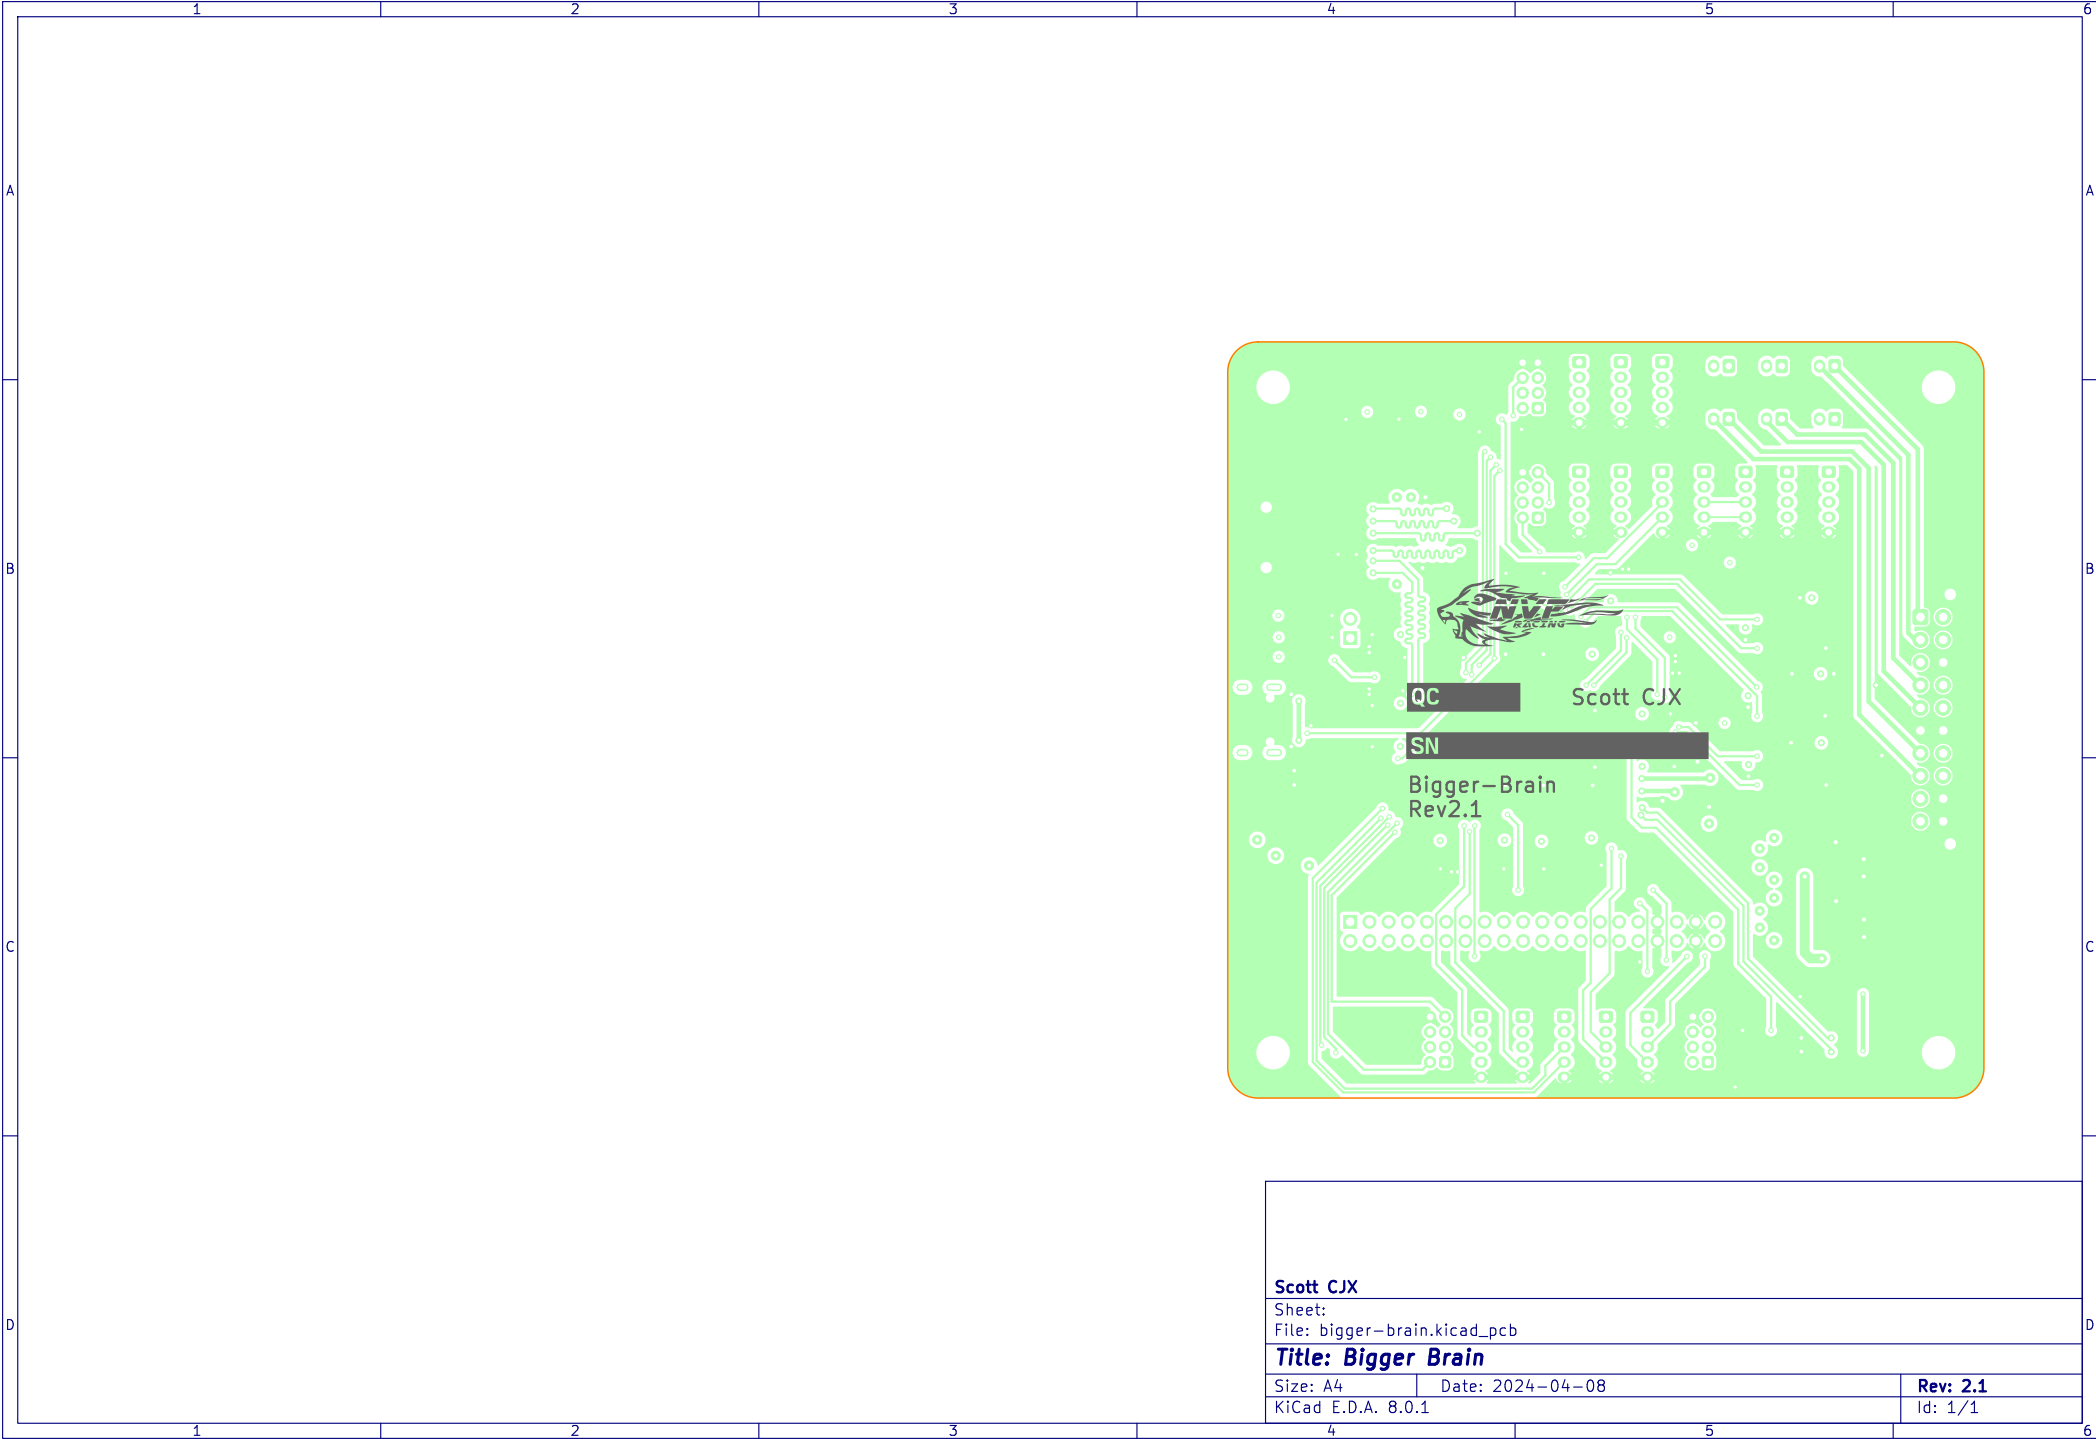 1 2 3 4 5 6
A A
B B
NVF
RACING
QC Scott CJX
SN
Bigger-Brain
Rev2.1
C C
Scott CJX
Sheet:
File: bigger-brain.kicad_pcb
D D
Title: Bigger Brain
Size: A4 Date: 2024-04-08 Rev: 2.1
KiCad E.D.A. 8.0.1 Id: 1/1
1 2 3 4 5 6